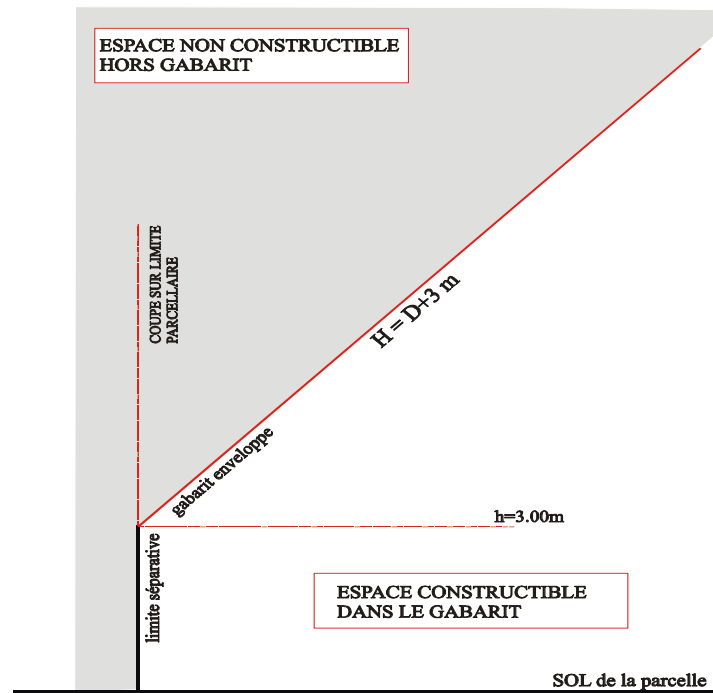 ESPACE NON CONSTRUCTIBLE
HORS GABARIT
COUPE SUR LIMITE
PARCELLAIRE
H = D+3 m
gabarit enveloppe
h=3.00m
limite séparative
ESPACE CONSTRUCTIBLE
DANS LE GABARIT
SOL de la parcelle